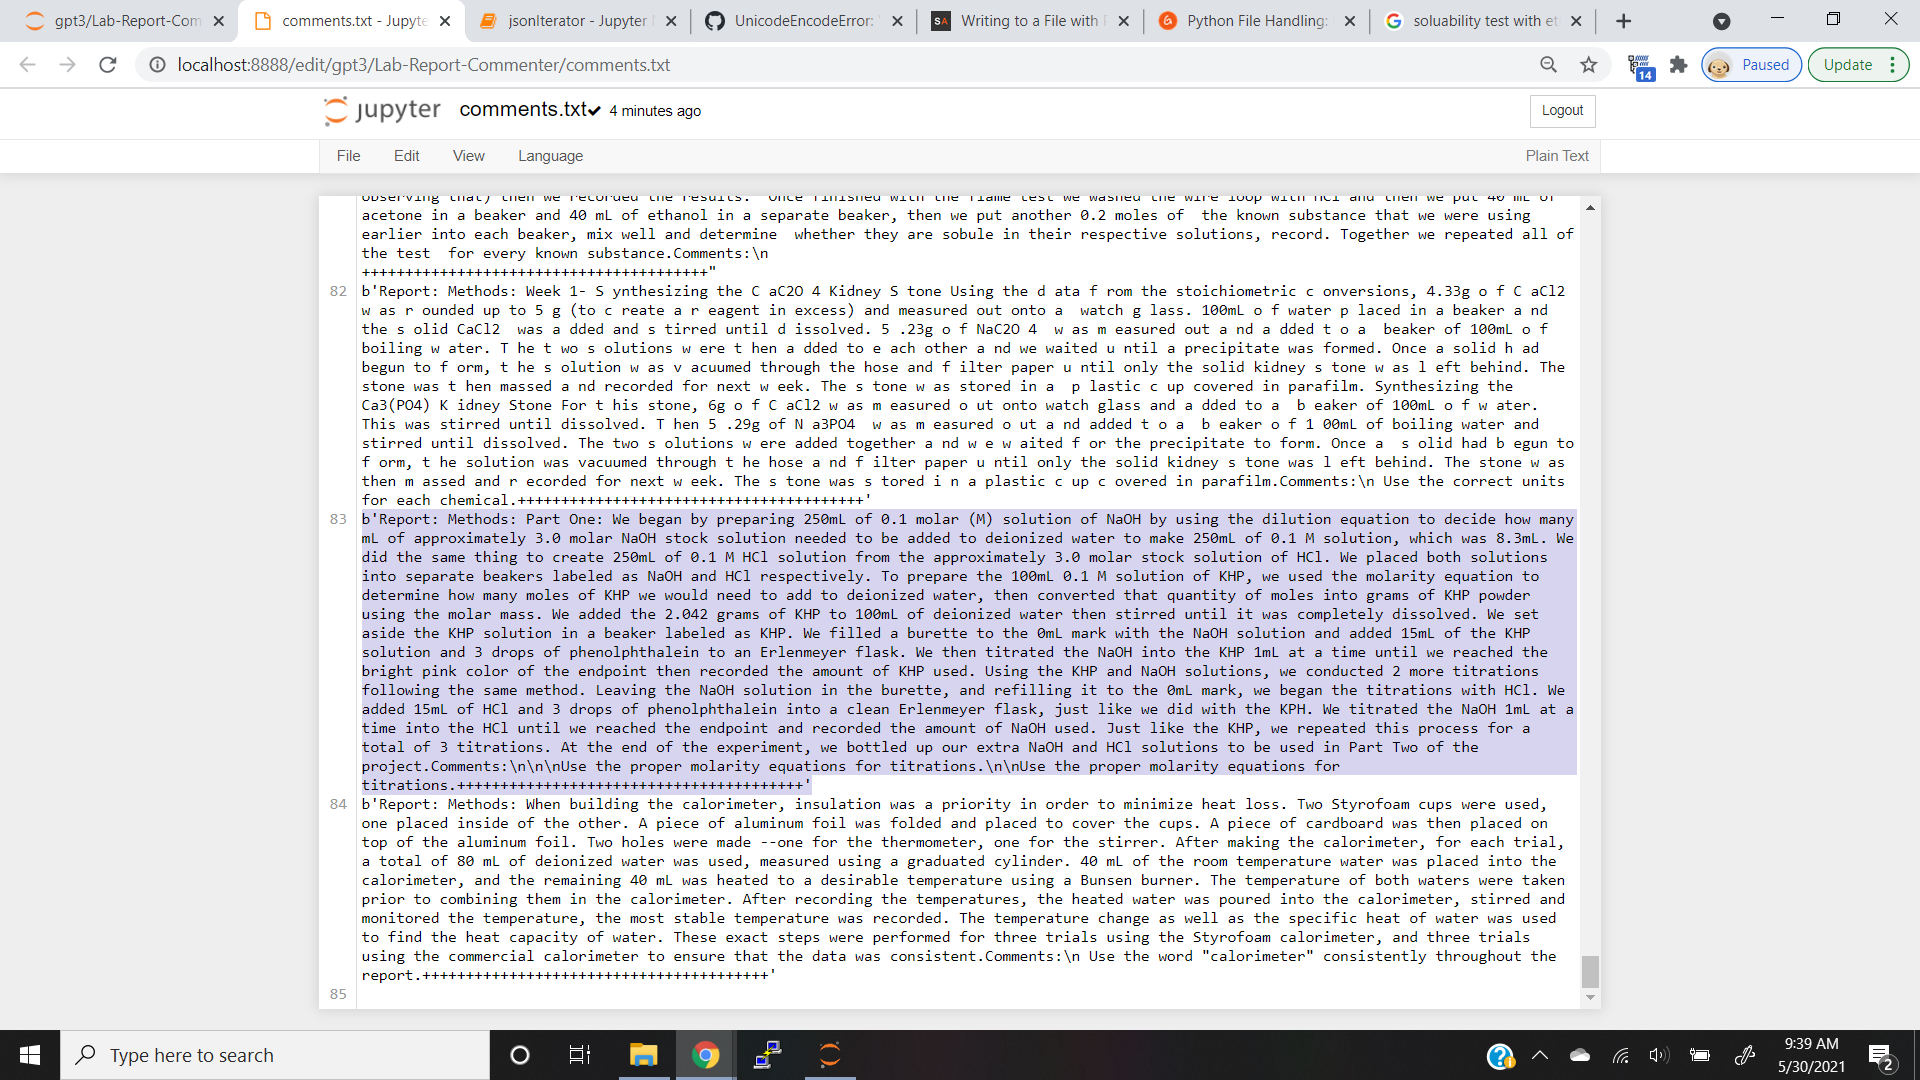 gpt3/Lab-Report-Com
comments.txt - Jupyte
jsonIterator - Jupyter
UnicodeEncodeError:
Writing to a File with
Python File Handling:
soluability test with et
localhost:8888/edit/gpt3/Lab-Report-Commenter/comments.txt
14
Paused
Update
jupyter
comments.txt
4 minutes ago
Logout
File
Edit
View
Language
Plain Text
observing that) then we recorded the results.  Once finished with the flame test we washed the wire loop with HCl and then we put 40 mL of
acetone in a beaker and 40 mL of ethanol in a separate beaker, then we put another 0.2 moles of  the known substance that we were using
earlier into each beaker, mix well and determine  whether they are sobule in their respective solutions, record. Together we repeated all of
the test  for every known substance.Comments:\n
++++++++++++++++++++++++++++++++++++++++"
82
b'Report: Methods: Week 1- S ynthesizing the C aC2O 4 Kidney S tone Using the d ata f rom the stoichiometric c onversions, 4.33g o f C aCl2
w as r ounded up to 5 g (to c reate a r eagent in excess) and measured out onto a  watch g lass. 100mL o f water p laced in a beaker a nd
the s olid CaCl2  was a dded and s tirred until d issolved. 5 .23g o f NaC2O 4  w as m easured out a nd a dded t o a  beaker of 100mL o f
boiling w ater. T he t wo s olutions w ere t hen a dded to e ach other a nd we waited u ntil a precipitate was formed. Once a solid h ad
begun to f orm, t he s olution w as v acuumed through the hose and f ilter paper u ntil only the solid kidney s tone w as l eft behind. The
stone was t hen massed a nd recorded for next w eek. The s tone w as stored in a  p lastic c up covered in parafilm. Synthesizing the
Ca3(PO4) K idney Stone For t his stone, 6g o f C aCl2 w as m easured o ut onto watch glass and a dded to a  b eaker of 100mL o f w ater.
This was stirred until dissolved. T hen 5 .29g of N a3PO4  w as m easured o ut a nd added t o a  b eaker o f 1 00mL of boiling water and
stirred until dissolved. The two s olutions w ere added together a nd w e w aited f or the precipitate to form. Once a  s olid had b egun to
f orm, t he solution was vacuumed through t he hose a nd f ilter paper u ntil only the solid kidney s tone was l eft behind. The stone w as
then m assed and r ecorded for next w eek. The s tone was s tored i n a plastic c up c overed in parafilm.Comments:\n Use the correct units
for each chemical.++++++++++++++++++++++++++++++++++++++++'
83
b'Report: Methods: Part One: We began by preparing 250mL of 0.1 molar (M) solution of NaOH by using the dilution equation to decide how many
mL of approximately 3.0 molar NaOH stock solution needed to be added to deionized water to make 250mL of 0.1 M solution, which was 8.3mL. We
did the same thing to create 250mL of 0.1 M HCl solution from the approximately 3.0 molar stock solution of HCl. We placed both solutions
into separate beakers labeled as NaOH and HCl respectively. To prepare the 100mL 0.1 M solution of KHP, we used the molarity equation to
determine how many moles of KHP we would need to add to deionized water, then converted that quantity of moles into grams of KHP powder
using the molar mass. We added the 2.042 grams of KHP to 100mL of deionized water then stirred until it was completely dissolved. We set
aside the KHP solution in a beaker labeled as KHP. We filled a burette to the 0mL mark with the NaOH solution and added 15mL of the KHP
solution and 3 drops of phenolphthalein to an Erlenmeyer flask. We then titrated the NaOH into the KHP 1mL at a time until we reached the
bright pink color of the endpoint then recorded the amount of KHP used. Using the KHP and NaOH solutions, we conducted 2 more titrations
following the same method. Leaving the NaOH solution in the burette, and refilling it to the 0mL mark, we began the titrations with HCl. We
added 15mL of HCl and 3 drops of phenolphthalein into a clean Erlenmeyer flask, just like we did with the KPH. We titrated the NaOH 1mL at a
time into the HCl until we reached the endpoint and recorded the amount of NaOH used. Just like the KHP, we repeated this process for a
total of 3 titrations. At the end of the experiment, we bottled up our extra NaOH and HCl solutions to be used in Part Two of the
project.Comments:\n\n\nUse the proper molarity equations for titrations.\n\nUse the proper molarity equations for
titrations.++++++++++++++++++++++++++++++++++++++++'
84
b'Report: Methods: When building the calorimeter, insulation was a priority in order to minimize heat loss. Two Styrofoam cups were used,
one placed inside of the other. A piece of aluminum foil was folded and placed to cover the cups. A piece of cardboard was then placed on
top of the aluminum foil. Two holes were made --one for the thermometer, one for the stirrer. After making the calorimeter, for each trial,
a total of 80 mL of deionized water was used, measured using a graduated cylinder. 40 mL of the room temperature water was placed into the
calorimeter, and the remaining 40 mL was heated to a desirable temperature using a Bunsen burner. The temperature of both waters were taken
prior to combining them in the calorimeter. After recording the temperatures, the heated water was poured into the calorimeter, stirred and
monitored the temperature, the most stable temperature was recorded. The temperature change as well as the specific heat of water was used
to find the heat capacity of water. These exact steps were performed for three trials using the Styrofoam calorimeter, and three trials
using the commercial calorimeter to ensure that the data was consistent.Comments:\n Use the word "calorimeter" consistently throughout the
report.++++++++++++++++++++++++++++++++++++++++'
85
Type here to search
9:39 AM
5/30/2021
2